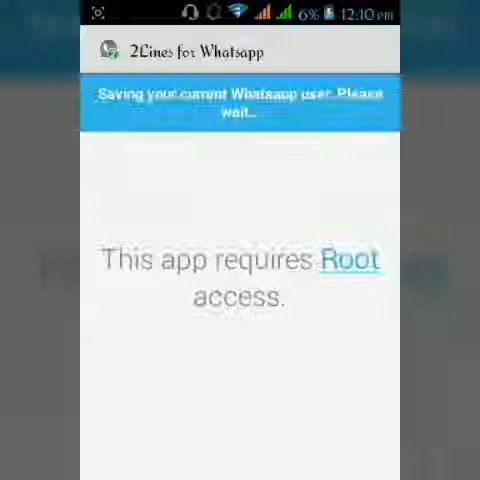 6% 12:10 pm
2Lines for Whatsapp
Saving your current Whatsapp user. Please
wait..
This app requires Root
access.